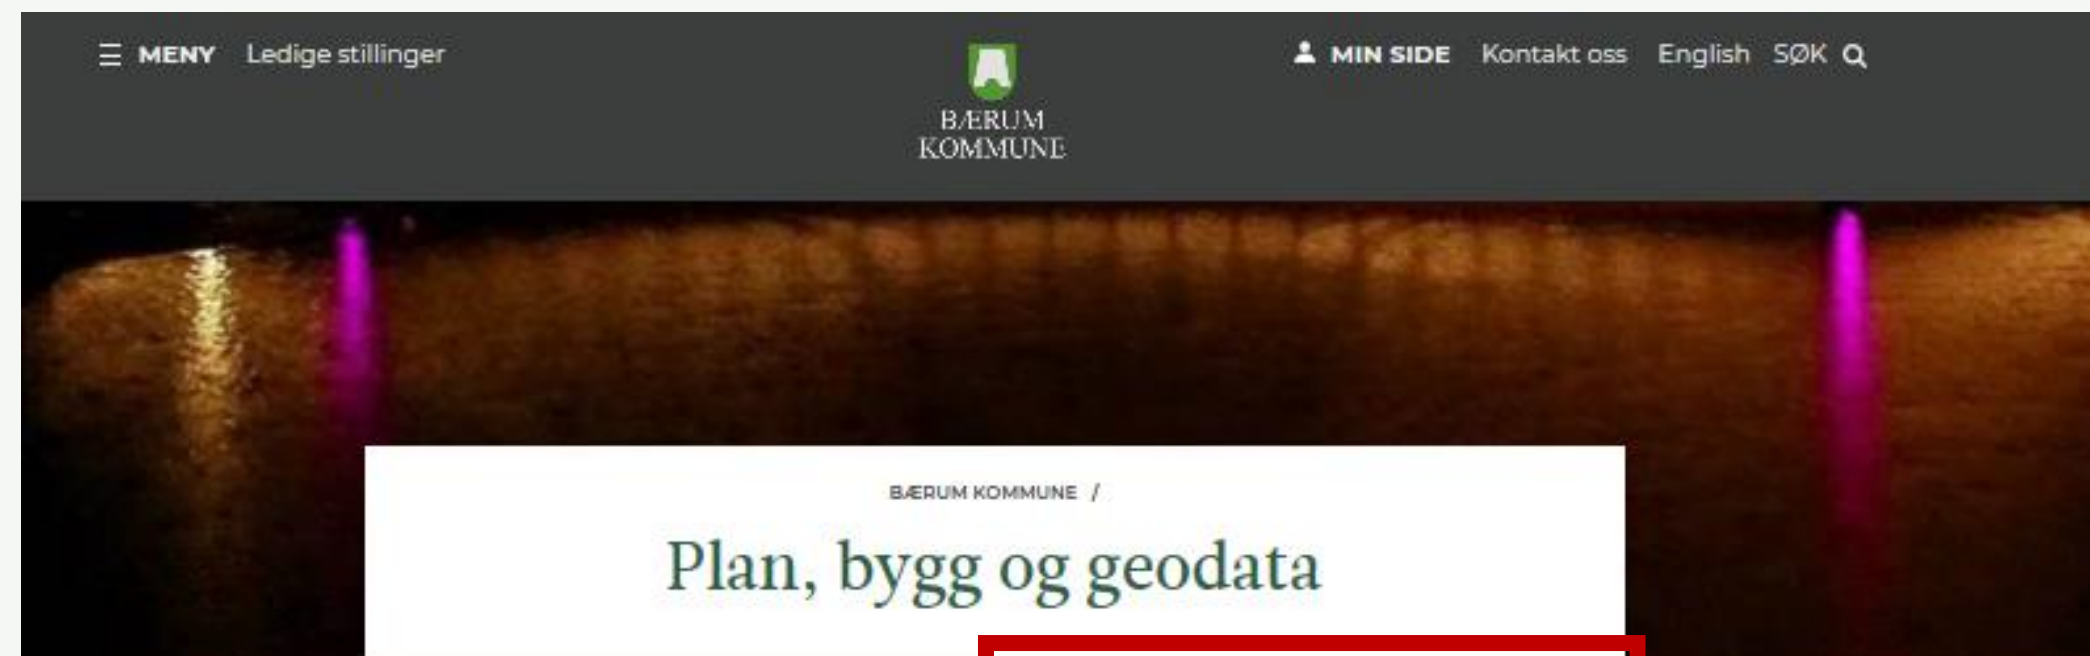 ☰ MENY Ledige stillinger
BÆRUM
KOMMUNE
MIN SIDE Kontakt oss English SØK
BÆRUM KOMMUNE /
Plan, bygg og geodata